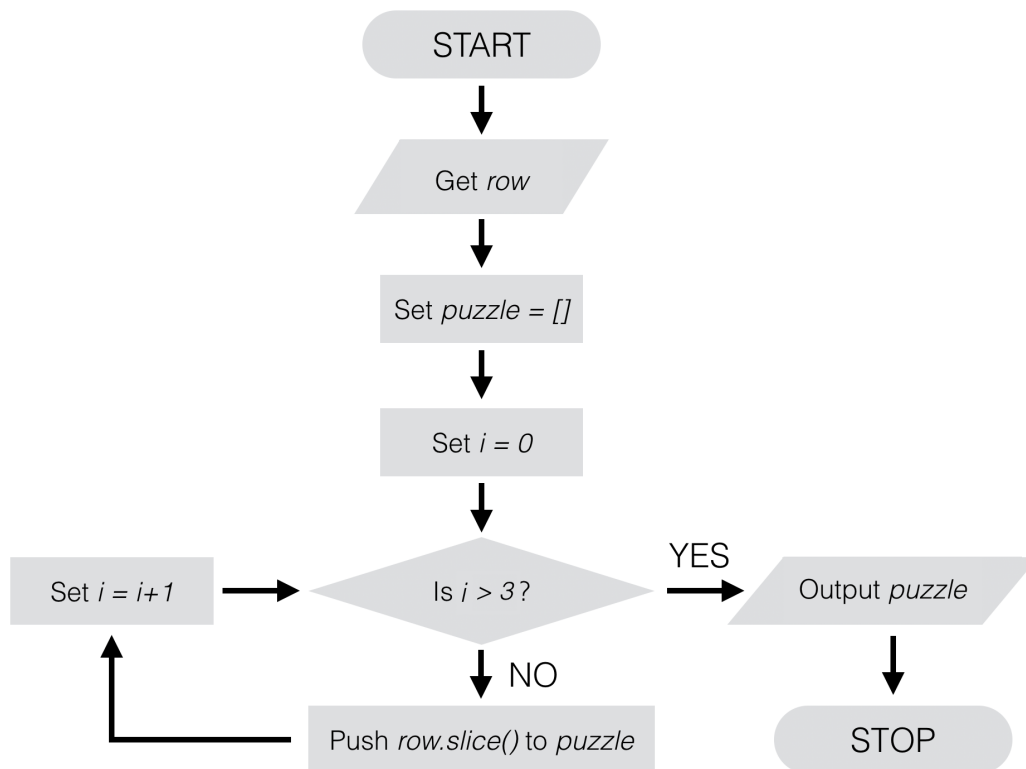 START
Get row
Set puzzle = []
Set i = 0
Set i = i+1
Is i > 3?
YES
Output puzzle
NO
Push row.slice() to puzzle
STOP